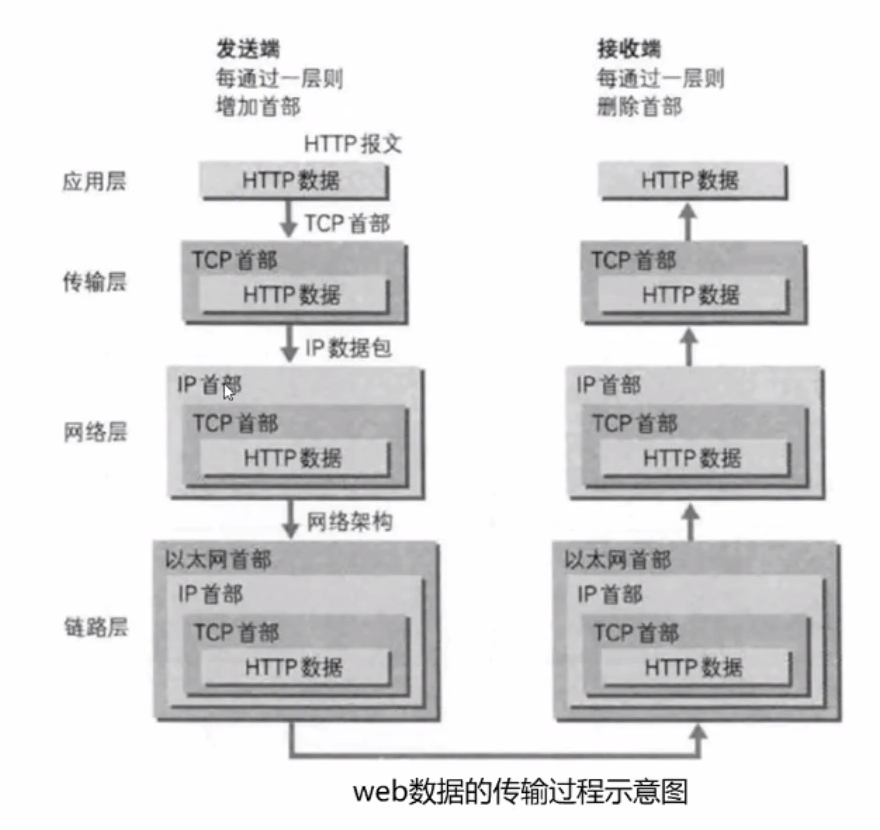 发送端
每通过一层则
增加首部
接收端
每通过一层则
删除首部
HTTP 报文
应用层
HTTP 数据
HTTP 数据
TCP 首部
传输层
TCP 首部
HTTP 数据
TCP 首部
HTTP 数据
IP 数据包
网络层
IP 首部
TCP 首部
HTTP 数据
IP 首部
TCP 首部
HTTP 数据
网络架构
链路层
以太网首部
IP 首部
TCP 首部
HTTP 数据
以太网首部
IP 首部
TCP 首部
HTTP 数据
web数据的传输过程示意图